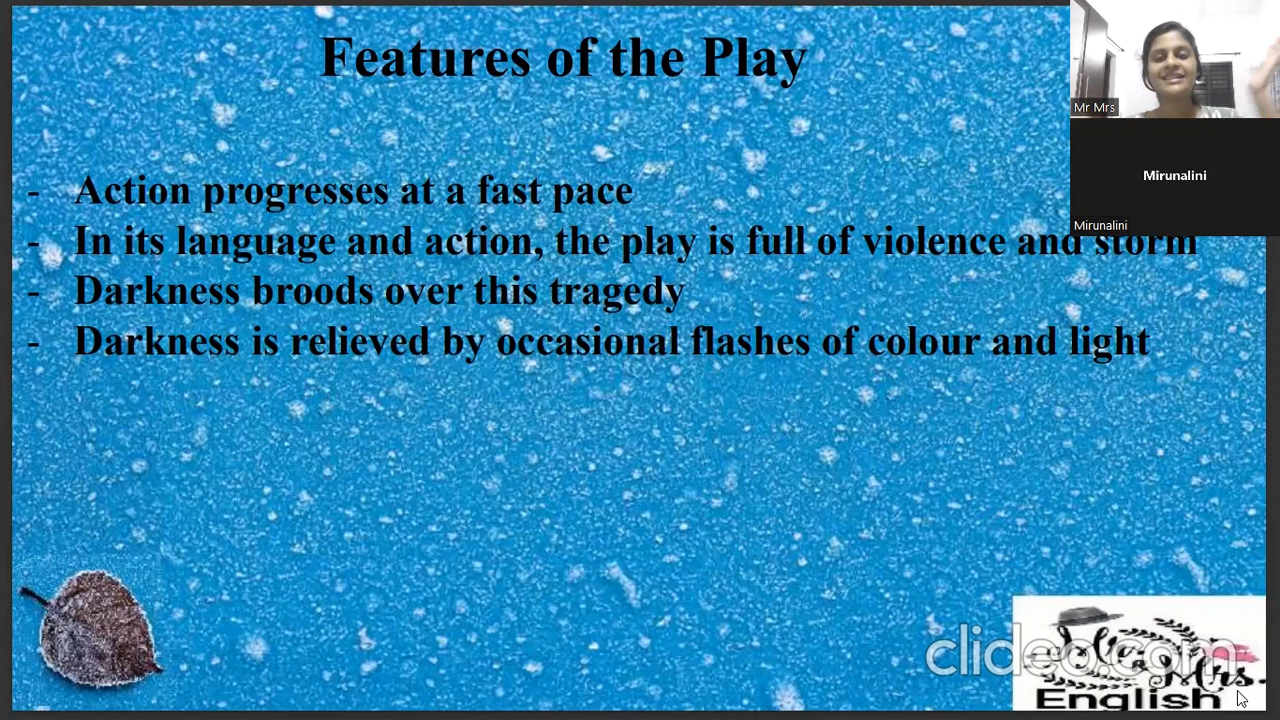 Features of the Play
Mr Mrs
Mirunalini
Mirunalini
- Action progresses at a fast pace
- In its language and action, the play is full of violence and storm
- Darkness broods over this tragedy
- Darkness is relieved by occasional flashes of colour and light
clideo.com
Mr
Mrs.
English